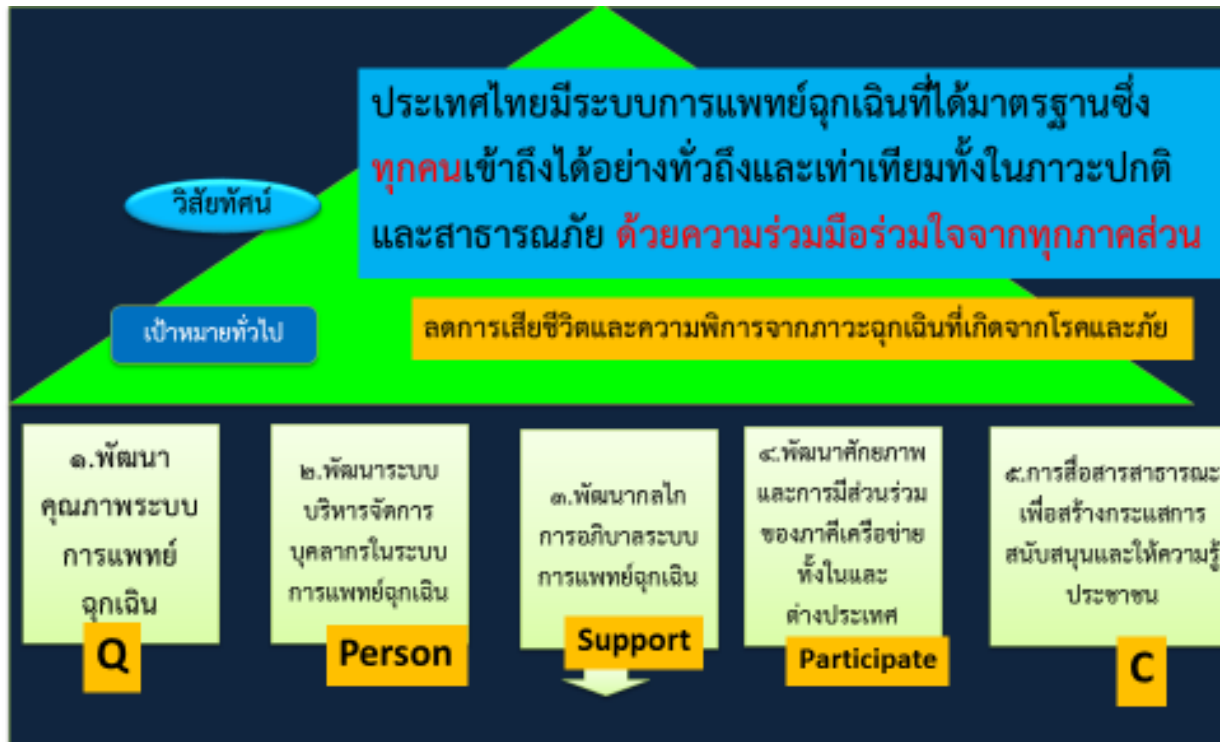 ประเทศไทยมีระบบการแพทย์ฉุกเฉินที่ได้มาตรฐานซึ่ง
ทุกคนเข้าถึงได้อย่างทั่วถึงและเท่าเทียมทั้งในภาวะปกติ
และสาธารณภัย ด้วยความร่วมมือร่วมใจจากทุกภาคส่วน
วิสัยทัศน์
เป้าหมายทั่วไป
ลดการเสียชีวิตและความพิการจากภาวะฉุกเฉินที่เกิดจากโรคและภัย
๑.พัฒนา
คุณภาพระบบ
การแพทย์
ฉุกเฉิน
Q
๒.พัฒนาระบบ
บริหารจัดการ
บุคลากรในระบบ
การแพทย์ฉุกเฉิน
Person
๓.พัฒนากลไก
การอภิบาลระบบ
การแพทย์ฉุกเฉิน
Support
๔.พัฒนาศักยภาพ
และการมีส่วนร่วม
ของภาคีเครือข่าย
ทั้งในและ
ต่างประเทศ
Participate
๕.การสื่อสารสาธารณะ
เพื่อสร้างกระแสการ
สนับสนุนและให้ความรู้
ประชาชน
C